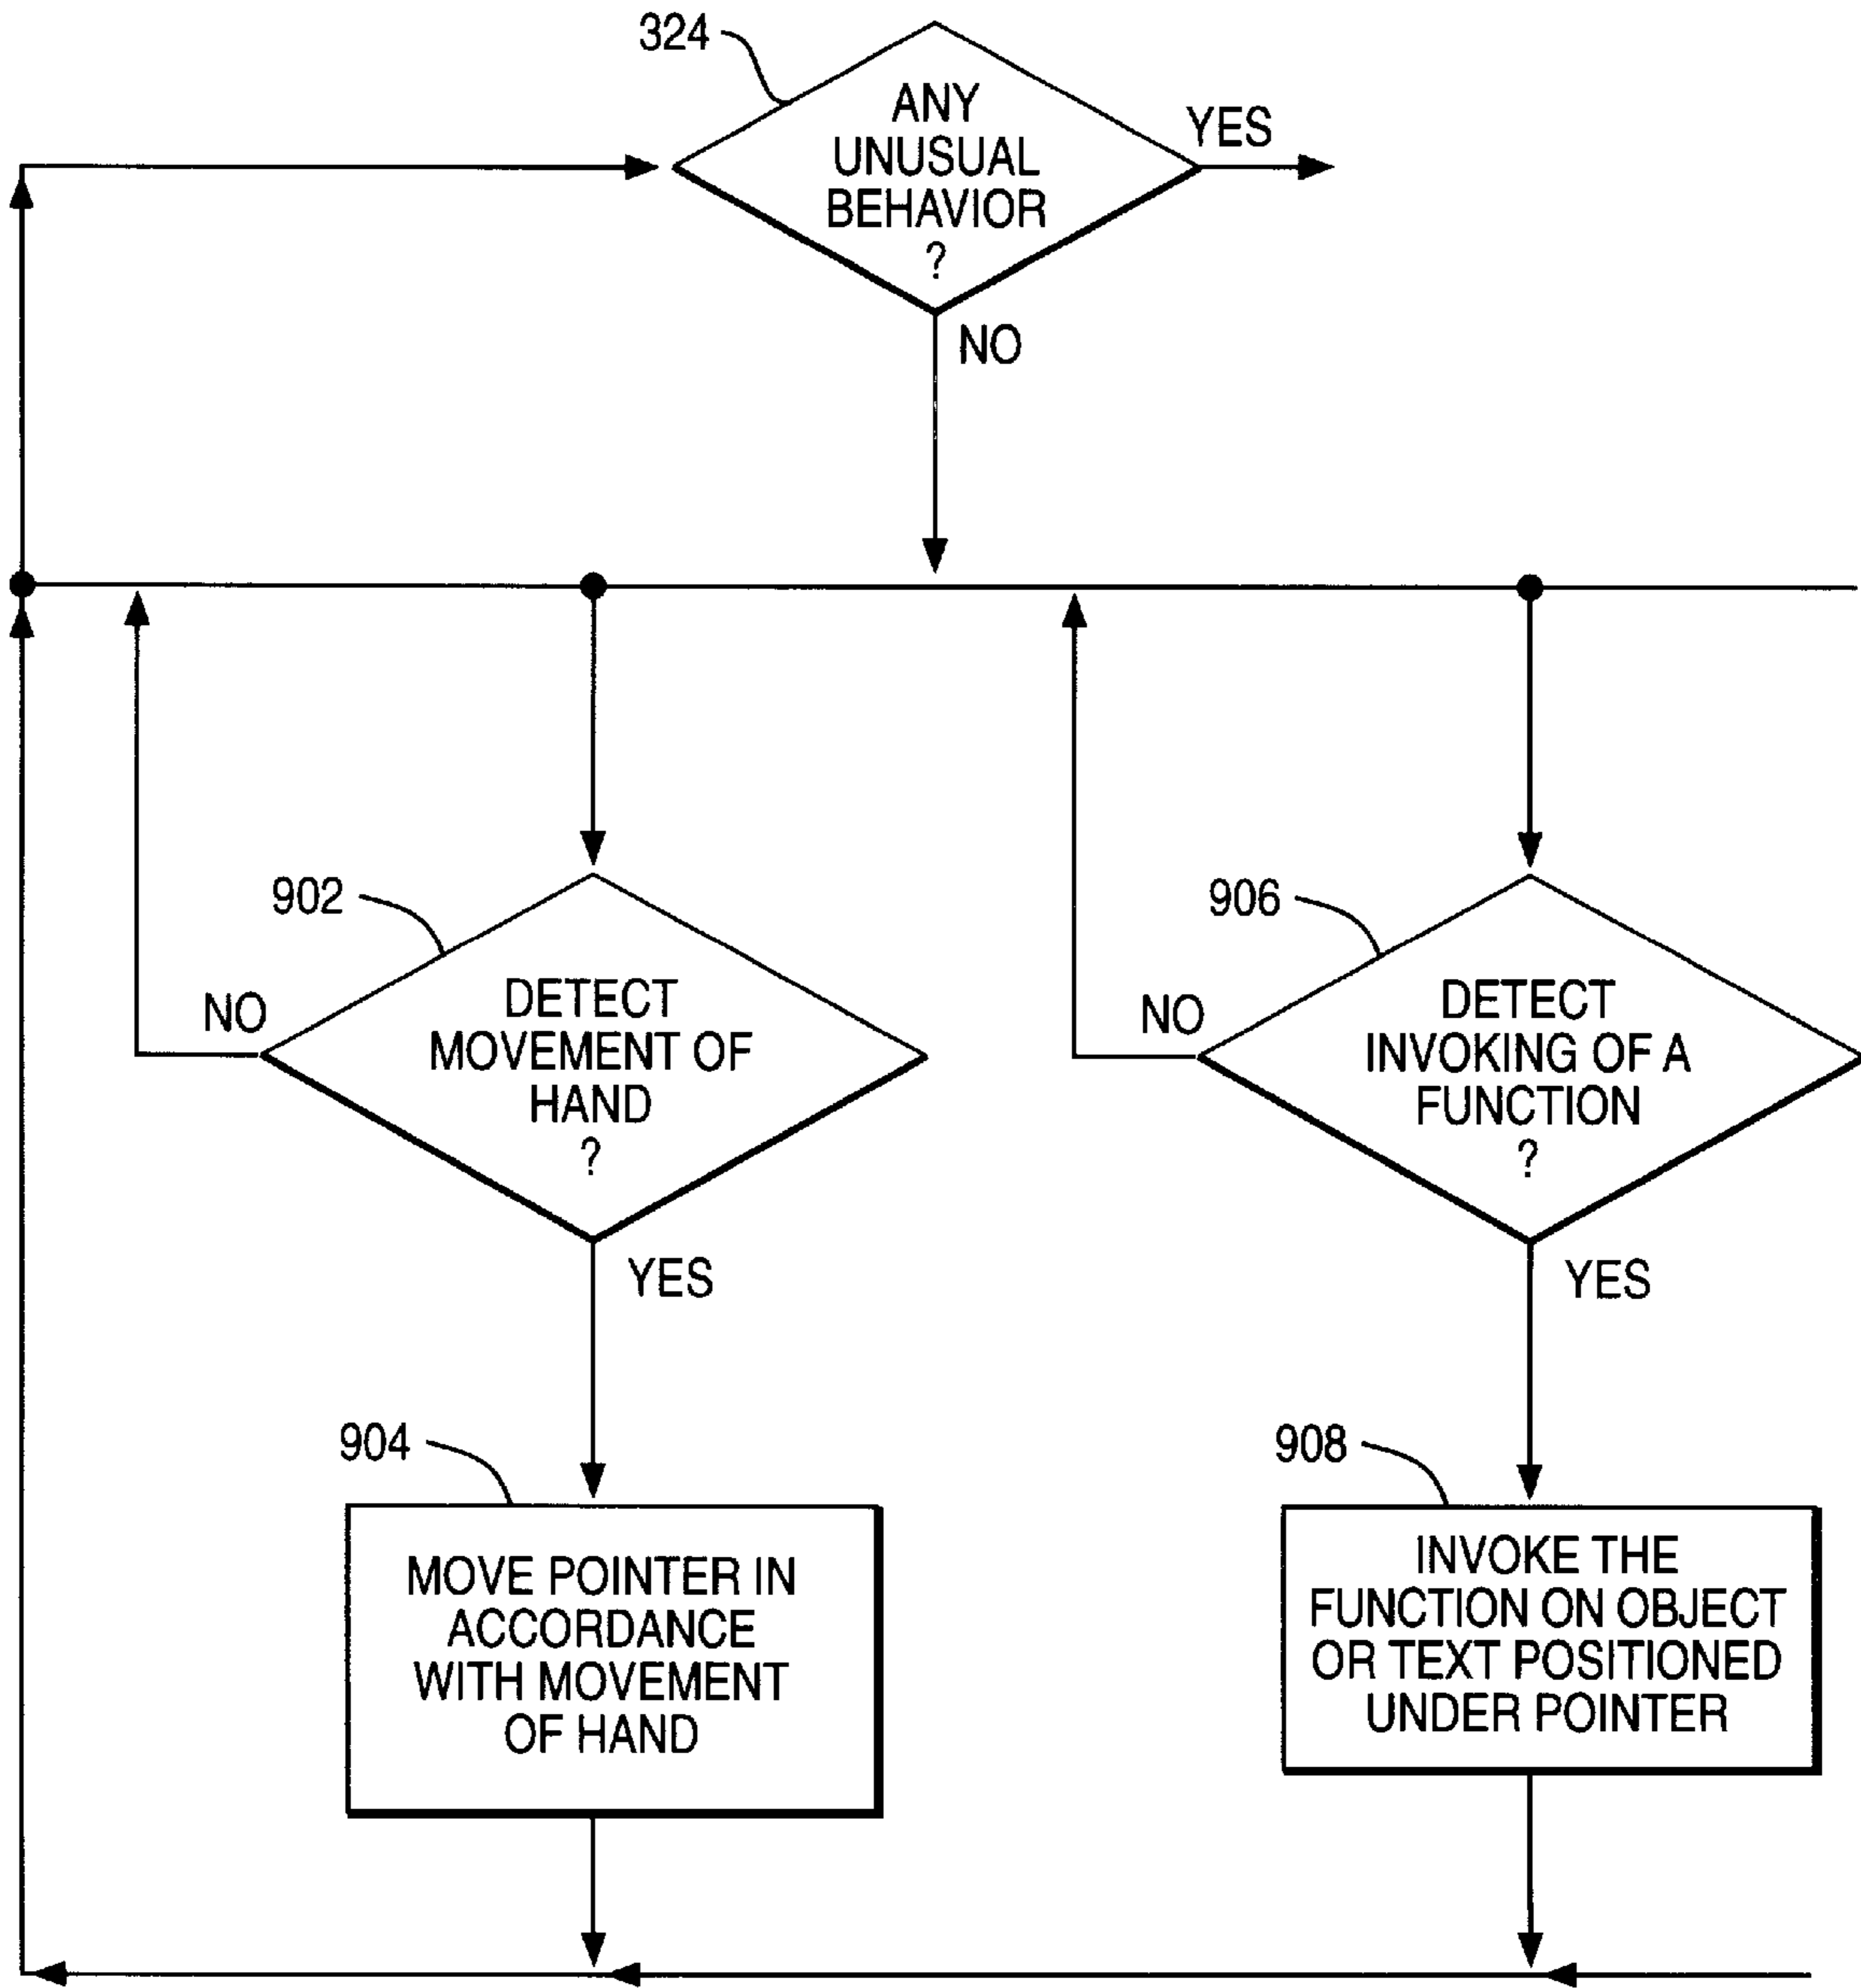 324
ANY
UNUSUAL
BEHAVIOR
?
YES
NO
902
DETECT
MOVEMENT OF
HAND
?
NO
YES
906
DETECT
INVOKING OF A
FUNCTION
?
NO
YES
904
MOVE POINTER IN
ACCORDANCE
WITH MOVEMENT
OF HAND
908
INVOKE THE
FUNCTION ON OBJECT
OR TEXT POSITIONED
UNDER POINTER